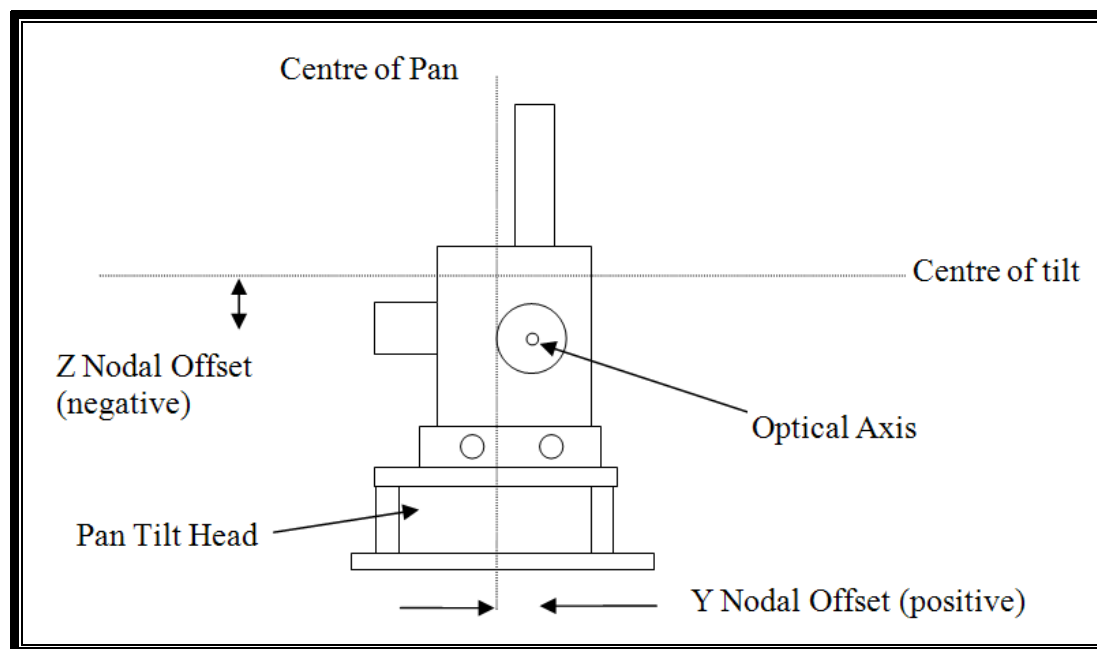 Centre of Pan
Centre of tilt
Z Nodal Offset
(negative)
Optical Axis
Pan Tilt Head
Y Nodal Offset (positive)